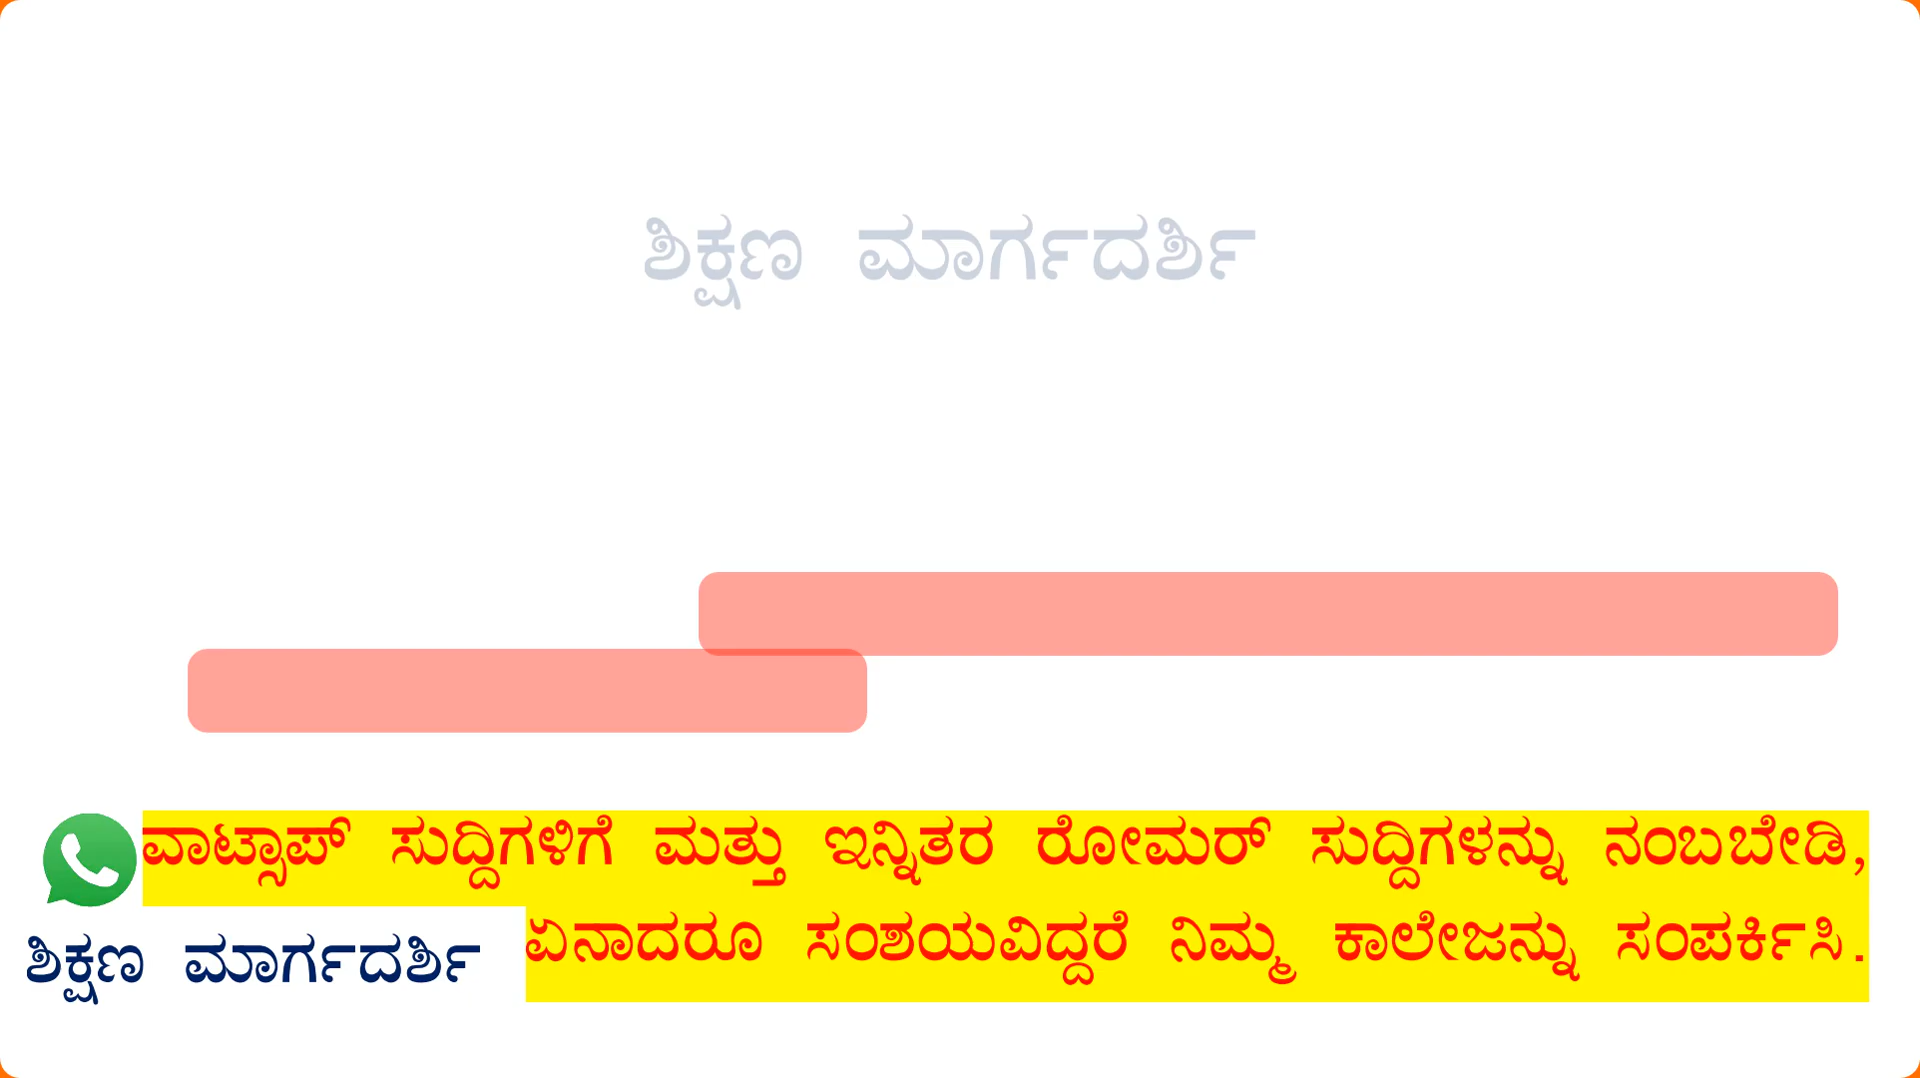 ಶಿಕ್ಷಣ ಮಾರ್ಗದರ್ಶಿ
ವಾಟ್ಸಾಪ್ ಸುದ್ದಿಗಳಿಗೆ ಮತ್ತು ಇನ್ನಿತರ ರೋಮರ್ ಸುದ್ದಿಗಳನ್ನು ನಂಬಬೇಡಿ,
ಏನಾದರೂ ಸಂಶಯವಿದ್ದರೆ ನಿಮ್ಮ ಕಾಲೇಜನ್ನು ಸಂಪರ್ಕಿಸಿ.
ಶಿಕ್ಷಣ ಮಾರ್ಗದರ್ಶಿ